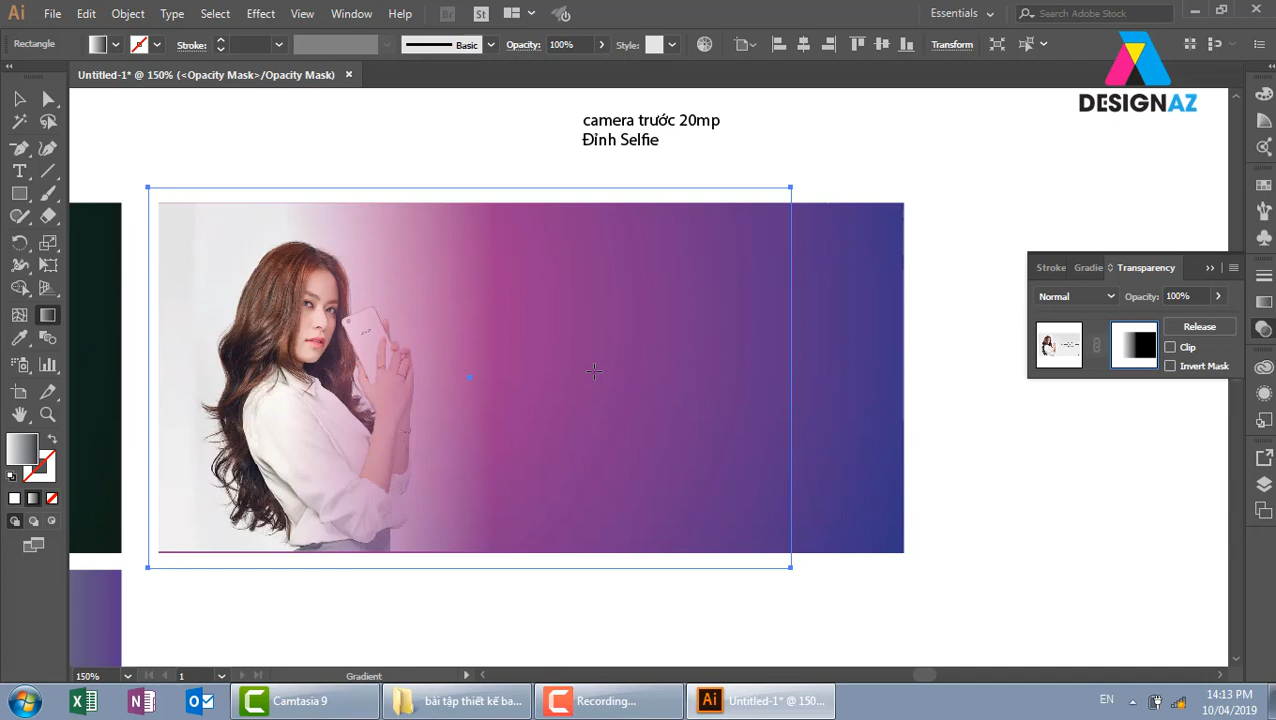 Ai File Edit Object Type Select Effect View Window Help Br St Essentials Search Adobe Stock
Rectangle Stroke: Basic Opacity: 100% Style: Transform
Untitled-1* @ 150% (<Opacity Mask>/Opacity Mask)
DESIGNAZ
camera trước 20mp
Đỉnh Selfie
Stroke Gradie Transparency
Normal Opacity: 100%
Release
Clip
Invert Mask
150% 1 Gradient
Camtasia 9 bài tập thiết kế ba... Recording... Ai Untitled-1* @ 150... EN 14:13 PM
10/04/2019